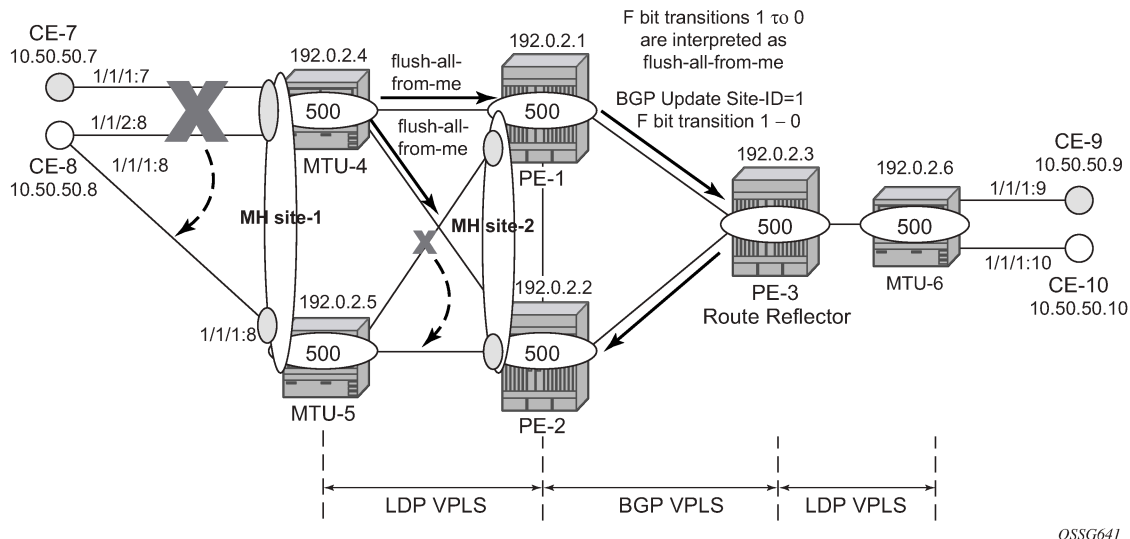 CE-7
10.50.50.7
1/1/1:7
1/1/2:8
CE-8
10.50.50.8
1/1/1:8
MH site-1
192.0.2.4
500
MTU-4
flush-all-
from-me
flush-all-
from-me
192.0.2.1
500
PE-1
F bit transitions 1 to 0
are interpreted as
flush-all-from-me
BGP Update Site-ID=1
F bit transition 1 – 0
MH site-2
192.0.2.3
500
PE-3
Route Reflector
192.0.2.6
500
MTU-6
1/1/1:9
CE-9
10.50.50.9
1/1/1:10
CE-10
10.50.50.10
1/1/1:8
192.0.2.5
500
MTU-5
192.0.2.2
500
PE-2
LDP VPLS
BGP VPLS
LDP VPLS
OSSG641